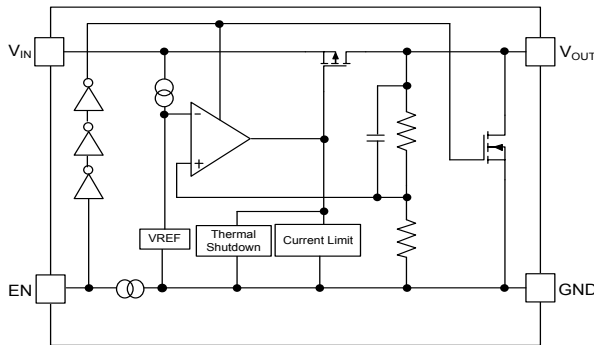 VIN
VOUT
−
+
VREF
Thermal
Shutdown
Current Limit
EN
GND